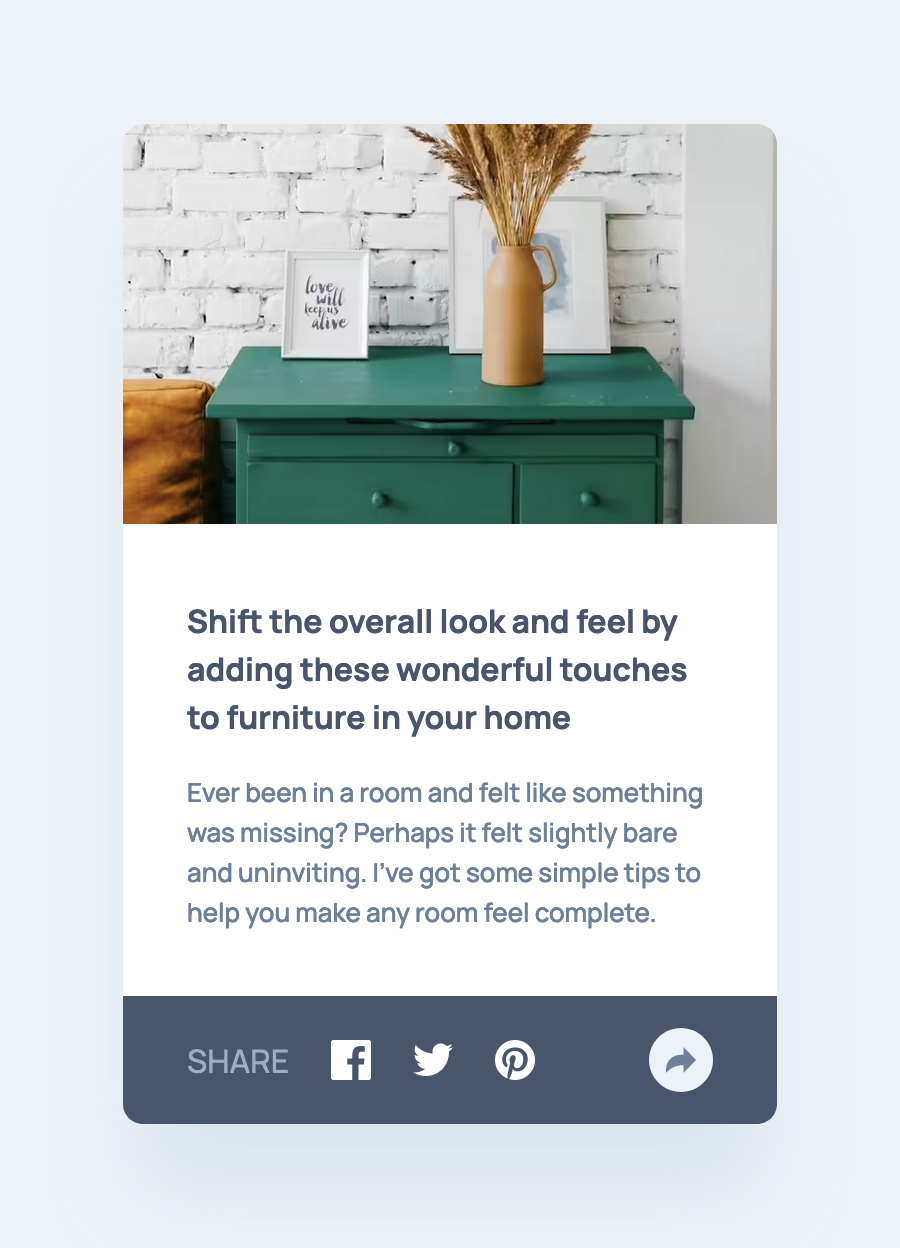 love
will
keep us
alive
Shift the overall look and feel by
adding these wonderful touches
to furniture in your home
Ever been in a room and felt like something
was missing? Perhaps it felt slightly bare
and uninviting. I’ve got some simple tips to
help you make any room feel complete.
SHARE